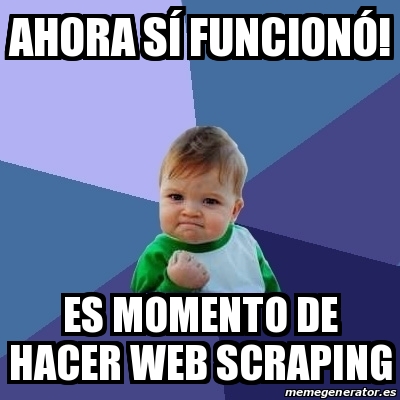 AHORA SÍ FUNCIONÓ!
ES MOMENTO DE
HACER WEB SCRAPING
memegenerator.es